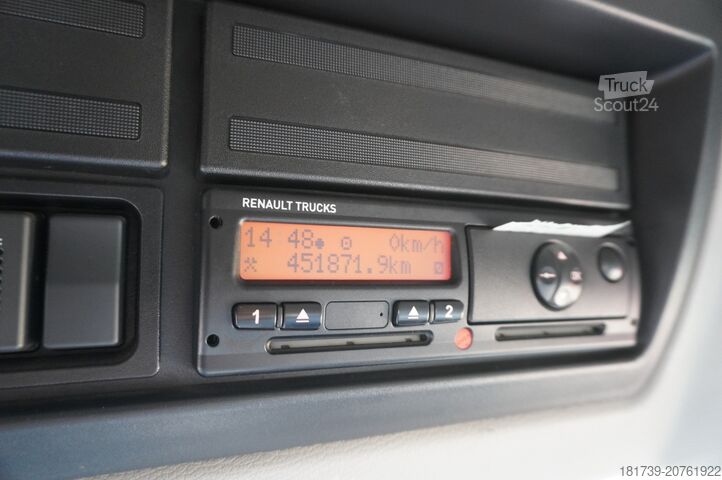 Truck
Scout24
RENAULT TRUCKS
14 48 0km/h
451871.9km
1 2
181739-20761922